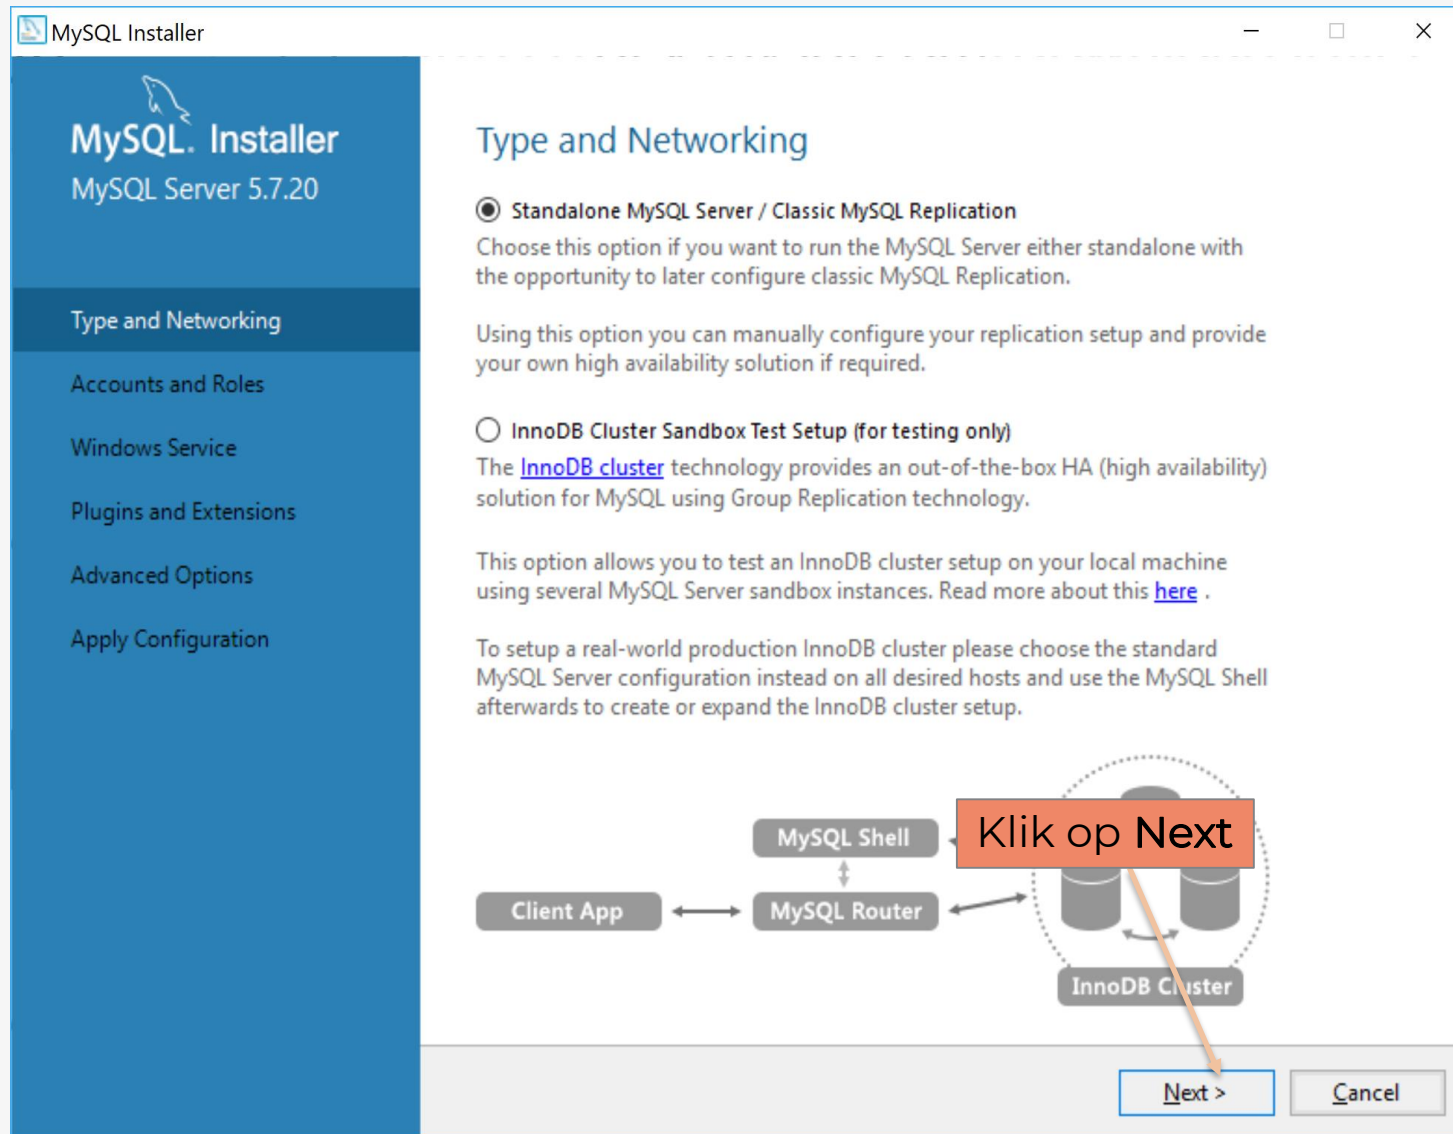 MySQL Installer
MySQL. Installer
MySQL Server 5.7.20
Type and Networking
Accounts and Roles
Windows Service
Plugins and Extensions
Advanced Options
Apply Configuration
Type and Networking
Standalone MySQL Server / Classic MySQL Replication
Choose this option if you want to run the MySQL Server either standalone with
the opportunity to later configure classic MySQL Replication.
Using this option you can manually configure your replication setup and provide
your own high availability solution if required.
InnoDB Cluster Sandbox Test Setup (for testing only)
The InnoDB cluster technology provides an out-of-the-box HA (high availability)
solution for MySQL using Group Replication technology.
This option allows you to test an InnoDB cluster setup on your local machine
using several MySQL Server sandbox instances. Read more about this here .
To setup a real-world production InnoDB cluster please choose the standard
MySQL Server configuration instead on all desired hosts and use the MySQL Shell
afterwards to create or expand the InnoDB cluster setup.
MySQL Shell
Klik op Next
Client App
MySQL Router
InnoDB Cluster
Next >
Cancel